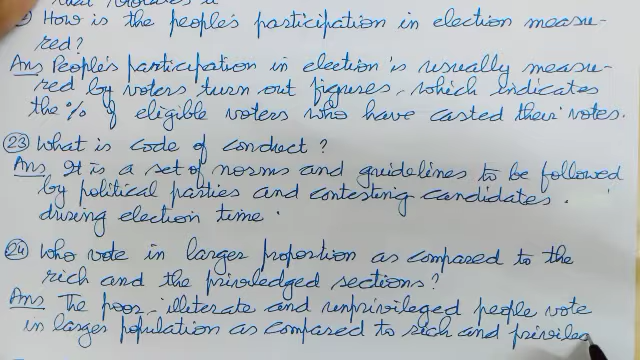 How is the people's participation in election measu-
red?
Ans People's participation in election is usually measu-
red by voters turn out figures, which indicates
the % of eligible voters who have casted their votes.
23 What is code of conduct?
Ans It is a set of norms and guidelines to be followed
by political parties and contesting candidates.
during election time.
24 Who vote in larger proportion as compared to the
rich and the priviledged sections?
Ans The poor, illiterate and unprivileged people vote
in larger population as compared to rich and privileg